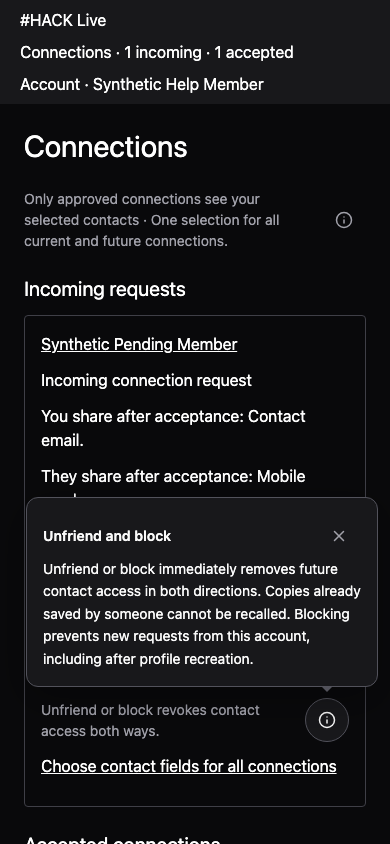 #HACK Live
Connections · 1 incoming · 1 accepted
Account · Synthetic Help Member
Connections
Only approved connections see your
selected contacts · One selection for all
current and future connections.
Incoming requests
Synthetic Pending Member
Incoming connection request
You share after acceptance: Contact
email.
They share after acceptance: Mobile
Unfriend and block
Unfriend or block immediately removes future
contact access in both directions. Copies already
saved by someone cannot be recalled. Blocking
prevents new requests from this account,
including after profile recreation.
Unfriend or block revokes contact
access both ways.
Choose contact fields for all connections
Accepted connections